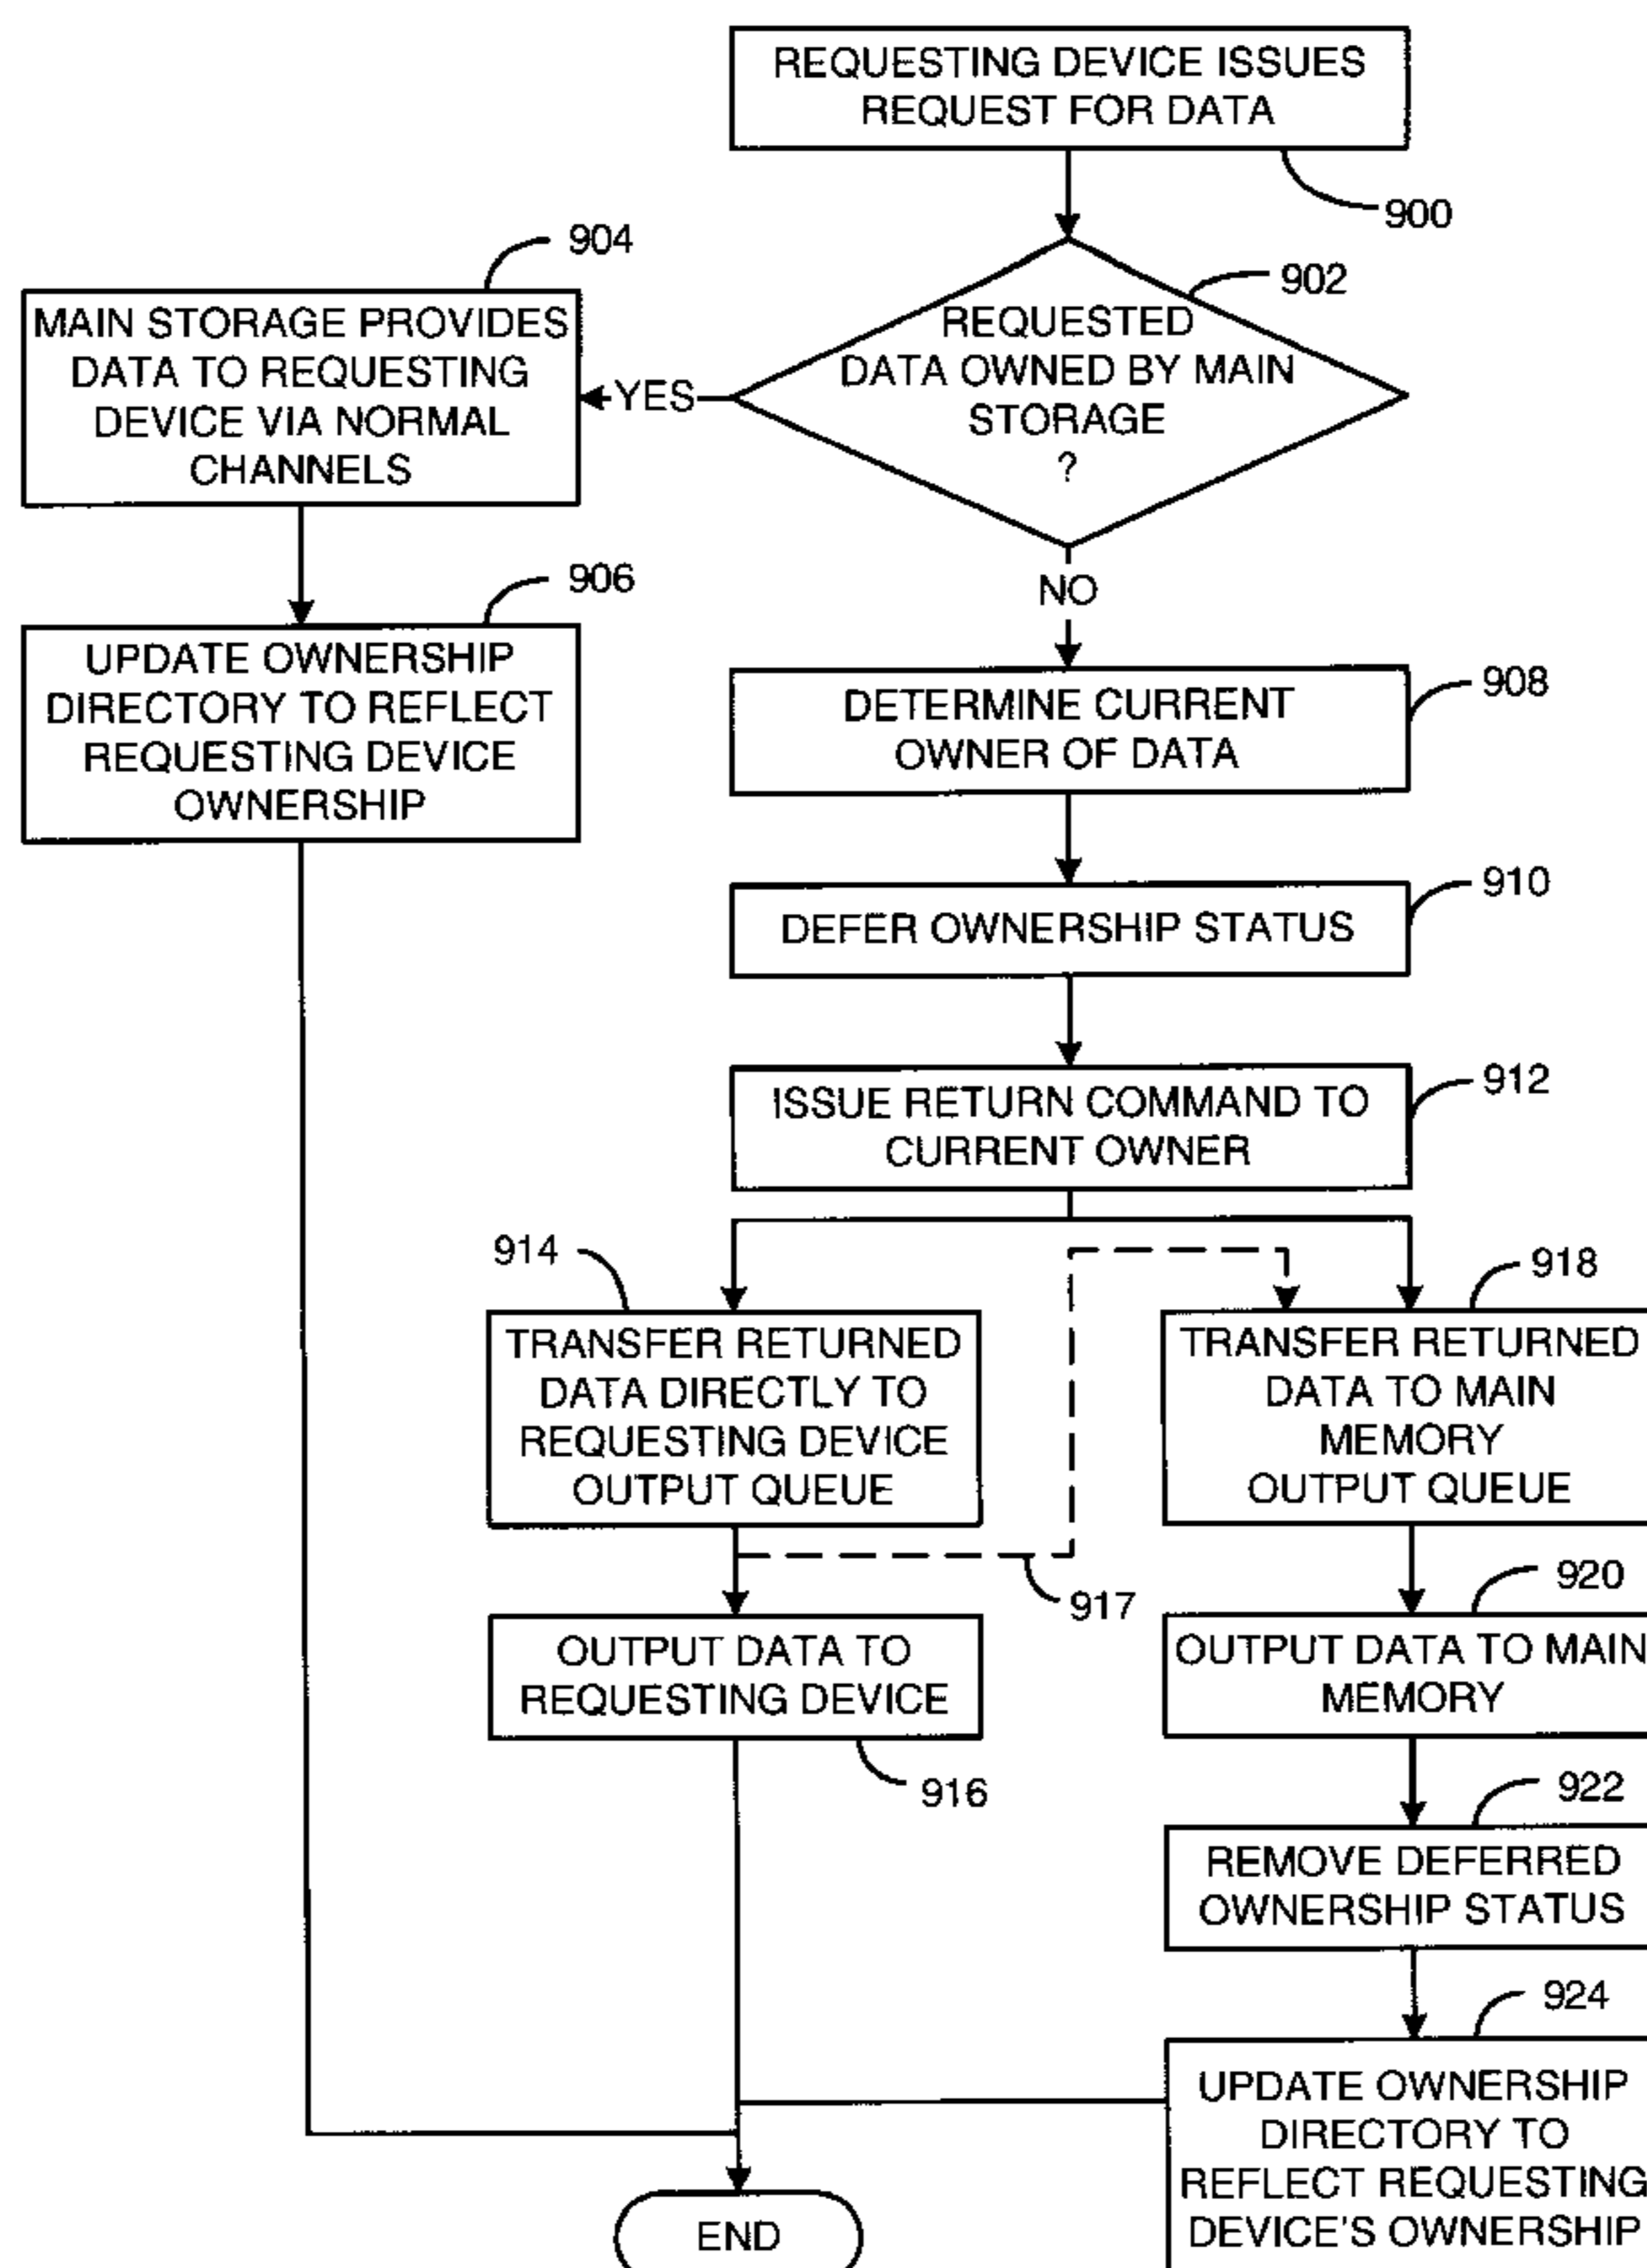 REQUESTING DEVICE ISSUES
REQUEST FOR DATA
900
902
REQUESTED
DATA OWNED BY MAIN
STORAGE
?
YES
904
MAIN STORAGE PROVIDES
DATA TO REQUESTING
DEVICE VIA NORMAL
CHANNELS
906
UPDATE OWNERSHIP
DIRECTORY TO REFLECT
REQUESTING DEVICE
OWNERSHIP
NO
908
DETERMINE CURRENT
OWNER OF DATA
910
DEFER OWNERSHIP STATUS
912
ISSUE RETURN COMMAND TO
CURRENT OWNER
914
TRANSFER RETURNED
DATA DIRECTLY TO
REQUESTING DEVICE
OUTPUT QUEUE
917
OUTPUT DATA TO
REQUESTING DEVICE
916
918
TRANSFER RETURNED
DATA TO MAIN
MEMORY
OUTPUT QUEUE
920
OUTPUT DATA TO MAIN
MEMORY
922
REMOVE DEFERRED
OWNERSHIP STATUS
924
UPDATE OWNERSHIP
DIRECTORY TO
REFLECT REQUESTING
DEVICE'S OWNERSHIP
END